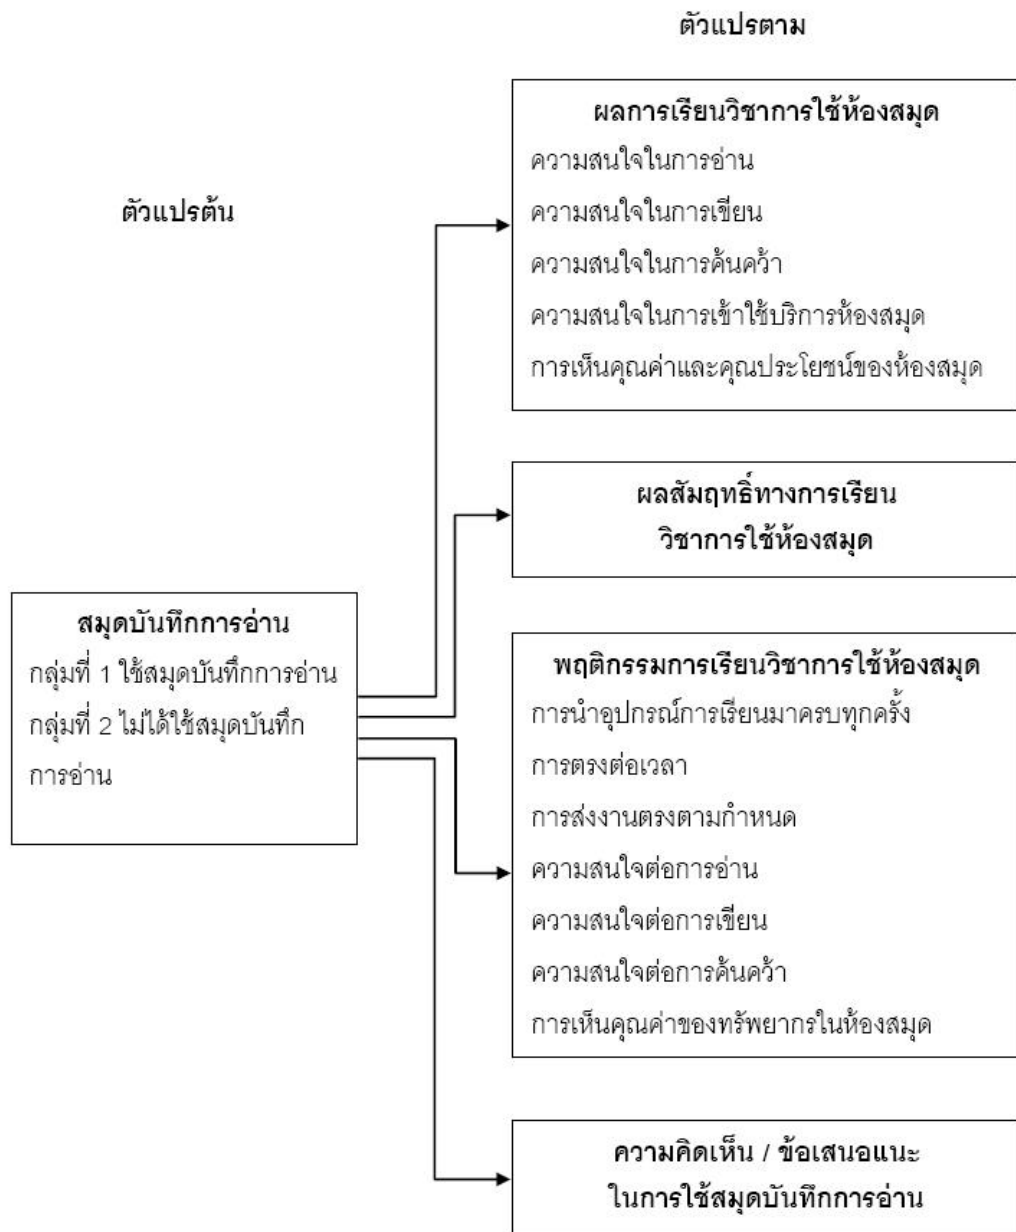 ตัวแปรตาม
ผลการเรียนวิชาการใช้ห้องสมุด
ความสนใจในการอ่าน
ความสนใจในการเขียน
ความสนใจในการค้นคว้า
ความสนใจในการเข้าใช้บริการห้องสมุด
การเห็นคุณค่าและคุณประโยชน์ของห้องสมุด
ตัวแปรต้น
ผลสัมฤทธิ์ทางการเรียน
วิชาการใช้ห้องสมุด
สมุดบันทึกการอ่าน
กลุ่มที่ 1 ใช้สมุดบันทึกการอ่าน
กลุ่มที่ 2 ไม่ได้ใช้สมุดบันทึก
การอ่าน
พฤติกรรมการเรียนวิชาการใช้ห้องสมุด
การนำอุปกรณ์การเรียนมาครบทุกครั้ง
การตรงต่อเวลา
การส่งงานตรงตามกำหนด
ความสนใจต่อการอ่าน
ความสนใจต่อการเขียน
ความสนใจต่อการค้นคว้า
การเห็นคุณค่าของทรัพยากรในห้องสมุด
ความคิดเห็น / ข้อเสนอแนะ
ในการใช้สมุดบันทึกการอ่าน